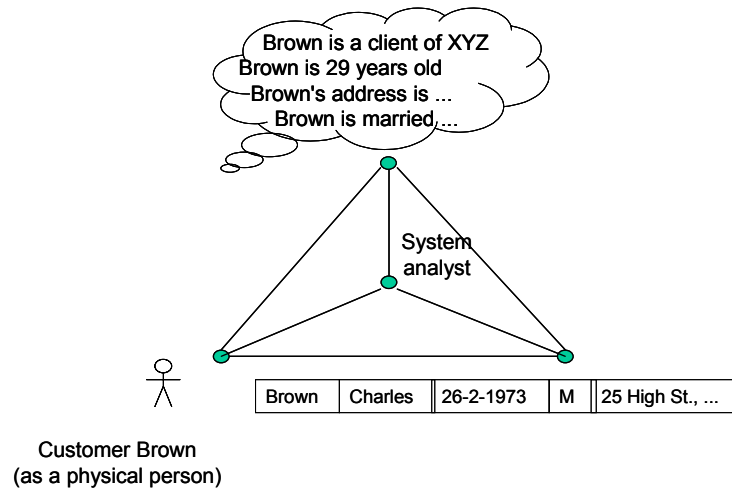 Brown is a client of XYZ
Brown is 29 years old
Brown's address is ...
Brown is married ...
System
analyst
Brown Charles 26-2-1973 M 25 High St., ...
Customer Brown
(as a physical person)